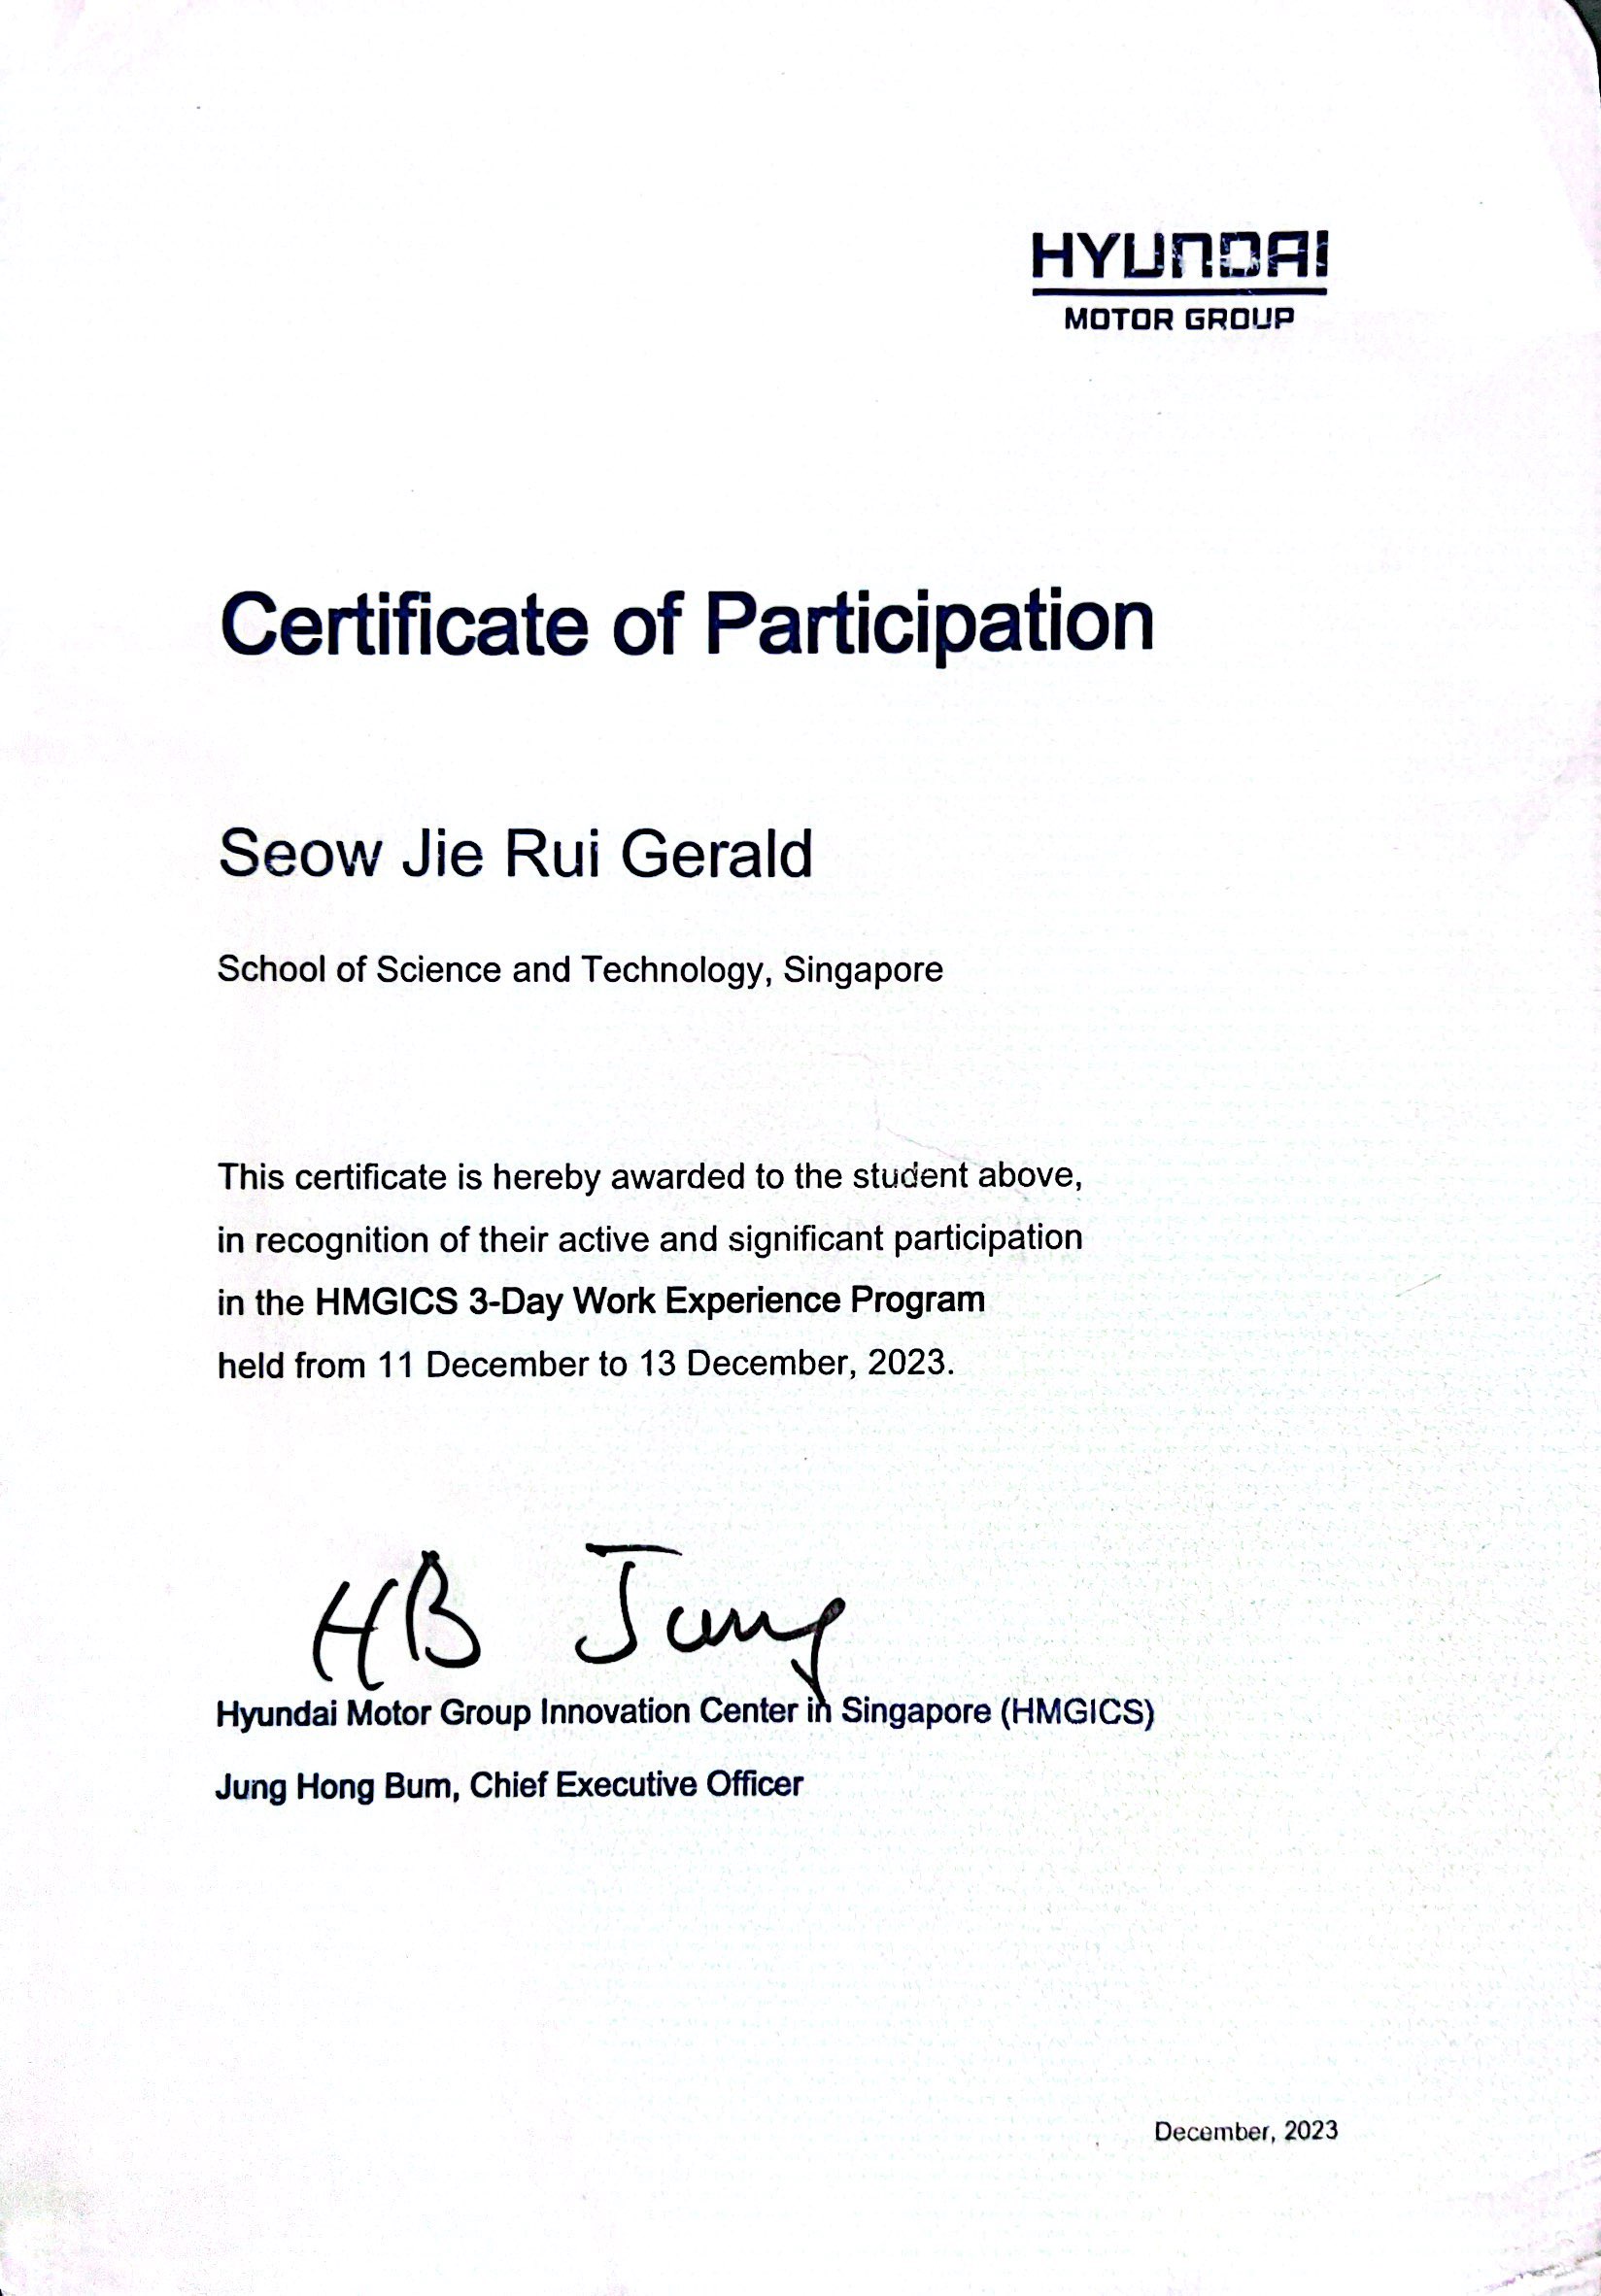 HYUNDAI
MOTOR GROUP
Certificate of Participation
Seow Jie Rui Gerald
School of Science and Technology, Singapore
This certificate is hereby awarded to the student above,
in recognition of their active and significant participation
in the HMGICS 3-Day Work Experience Program
held from 11 December to 13 December, 2023.
HB Jung
Hyundai Motor Group Innovation Center in Singapore (HMGICS)
Jung Hong Bum, Chief Executive Officer
December, 2023